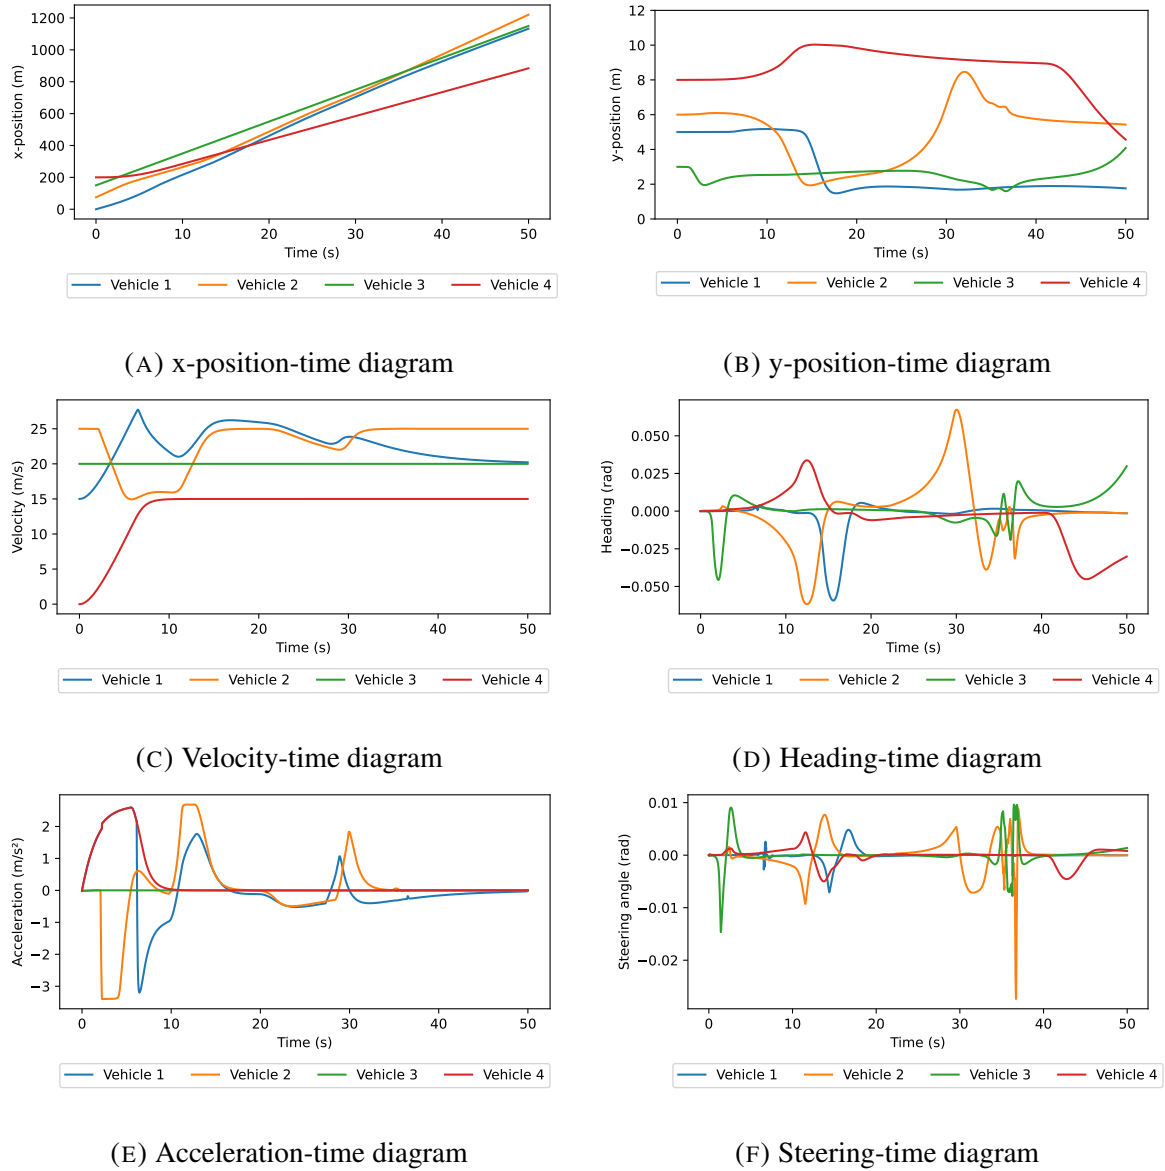 1200
1000
800
600
400
200
0
x-position (m)
0 10 20 30 40 50
Time (s)
Vehicle 1 Vehicle 2 Vehicle 3 Vehicle 4
(A) x-position-time diagram
12
10
8
6
4
2
0
y-position (m)
0 10 20 30 40 50
Time (s)
Vehicle 1 Vehicle 2 Vehicle 3 Vehicle 4
(B) y-position-time diagram
25
20
15
10
5
0
Velocity (m/s)
0 10 20 30 40 50
Time (s)
Vehicle 1 Vehicle 2 Vehicle 3 Vehicle 4
(C) Velocity-time diagram
0.050
0.025
0.000
−0.025
−0.050
Heading (rad)
0 10 20 30 40 50
Time (s)
Vehicle 1 Vehicle 2 Vehicle 3 Vehicle 4
(D) Heading-time diagram
2
1
0
−1
−2
−3
Acceleration (m/s²)
0 10 20 30 40 50
Time (s)
Vehicle 1 Vehicle 2 Vehicle 3 Vehicle 4
(E) Acceleration-time diagram
0.01
0.00
−0.01
−0.02
Steering angle (rad)
0 10 20 30 40 50
Time (s)
Vehicle 1 Vehicle 2 Vehicle 3 Vehicle 4
(F) Steering-time diagram